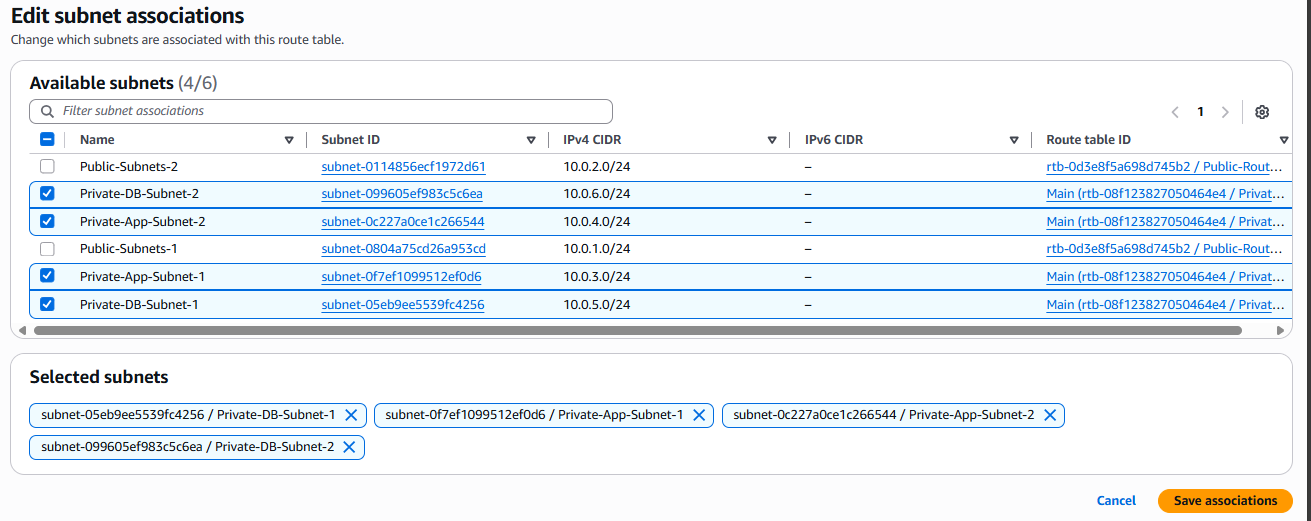 Edit subnet associations
Change which subnets are associated with this route table.
Available subnets (4/6)
Filter subnet associations
1
Name Subnet ID IPv4 CIDR IPv6 CIDR Route table ID
Public-Subnets-2 subnet-0114856ecf1972d61 10.0.2.0/24 – rtb-0d3e8f5a698d745b2 / Public-Rout...
Private-DB-Subnet-2 subnet-099605ef983c5c6ea 10.0.6.0/24 – Main (rtb-08f123827050464e4 / Privat...
Private-App-Subnet-2 subnet-0c227a0ce1c266544 10.0.4.0/24 – Main (rtb-08f123827050464e4 / Privat...
Public-Subnets-1 subnet-0804a75cd26a953cd 10.0.1.0/24 – rtb-0d3e8f5a698d745b2 / Public-Rout...
Private-App-Subnet-1 subnet-0f7ef1099512ef0d6 10.0.3.0/24 – Main (rtb-08f123827050464e4 / Privat...
Private-DB-Subnet-1 subnet-05eb9ee5539fc4256 10.0.5.0/24 – Main (rtb-08f123827050464e4 / Privat...
Selected subnets
subnet-05eb9ee5539fc4256 / Private-DB-Subnet-1 subnet-0f7ef1099512ef0d6 / Private-App-Subnet-1 subnet-0c227a0ce1c266544 / Private-App-Subnet-2
subnet-099605ef983c5c6ea / Private-DB-Subnet-2
Cancel Save associations